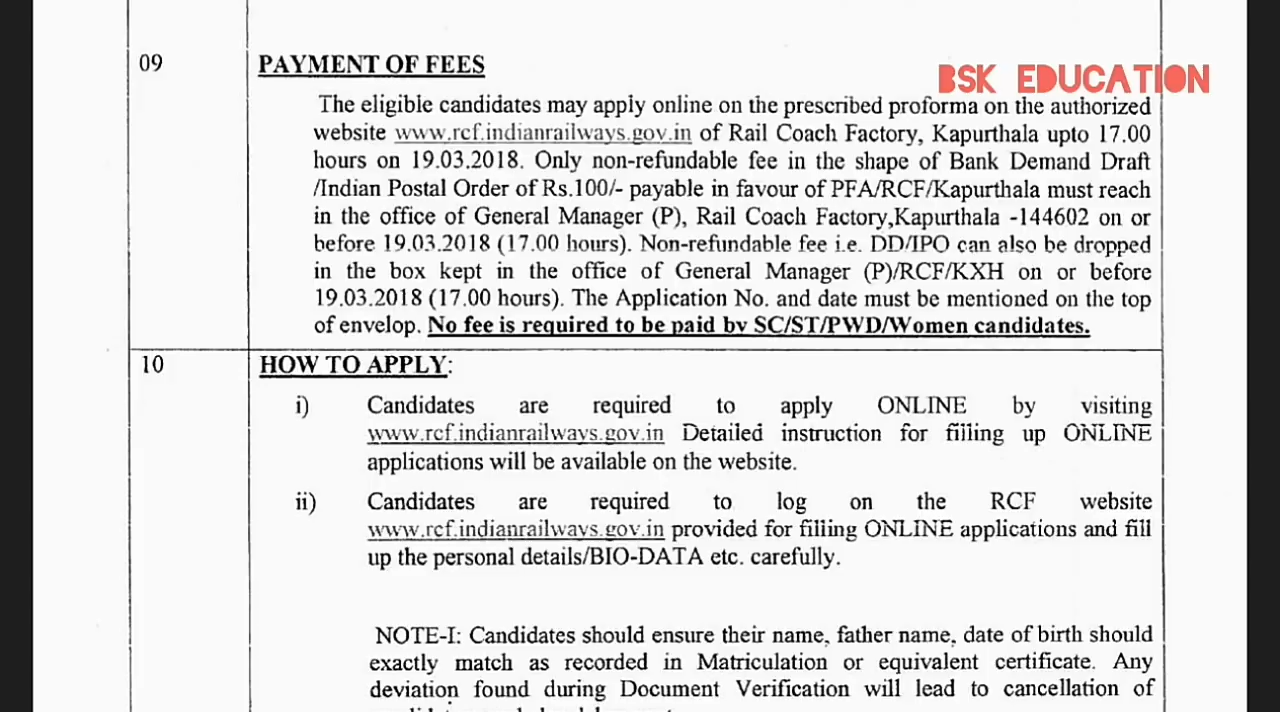 09
PAYMENT OF FEES
BSK EDUCATION
The eligible candidates may apply online on the prescribed proforma on the authorized
website www.rcf.indianrailways.gov.in of Rail Coach Factory, Kapurthala upto 17.00
hours on 19.03.2018. Only non-refundable fee in the shape of Bank Demand Draft
/Indian Postal Order of Rs.100/- payable in favour of PFA/RCF/Kapurthala must reach
in the office of General Manager (P), Rail Coach Factory,Kapurthala -144602 on or
before 19.03.2018 (17.00 hours). Non-refundable fee i.e. DD/IPO can also be dropped
in the box kept in the office of General Manager (P)/RCF/KXH on or before
19.03.2018 (17.00 hours). The Application No. and date must be mentioned on the top
of envelop. No fee is required to be paid by SC/ST/PWD/Women candidates.
10
HOW TO APPLY:
i) Candidates are required to apply ONLINE by visiting
www.rcf.indianrailways.gov.in Detailed instruction for filling up ONLINE
applications will be available on the website.
ii) Candidates are required to log on the RCF website
www.rcf.indianrailways.gov.in provided for filling ONLINE applications and fill
up the personal details/BIO-DATA etc. carefully.
NOTE-I: Candidates should ensure their name, father name, date of birth should
exactly match as recorded in Matriculation or equivalent certificate. Any
deviation found during Document Verification will lead to cancellation of